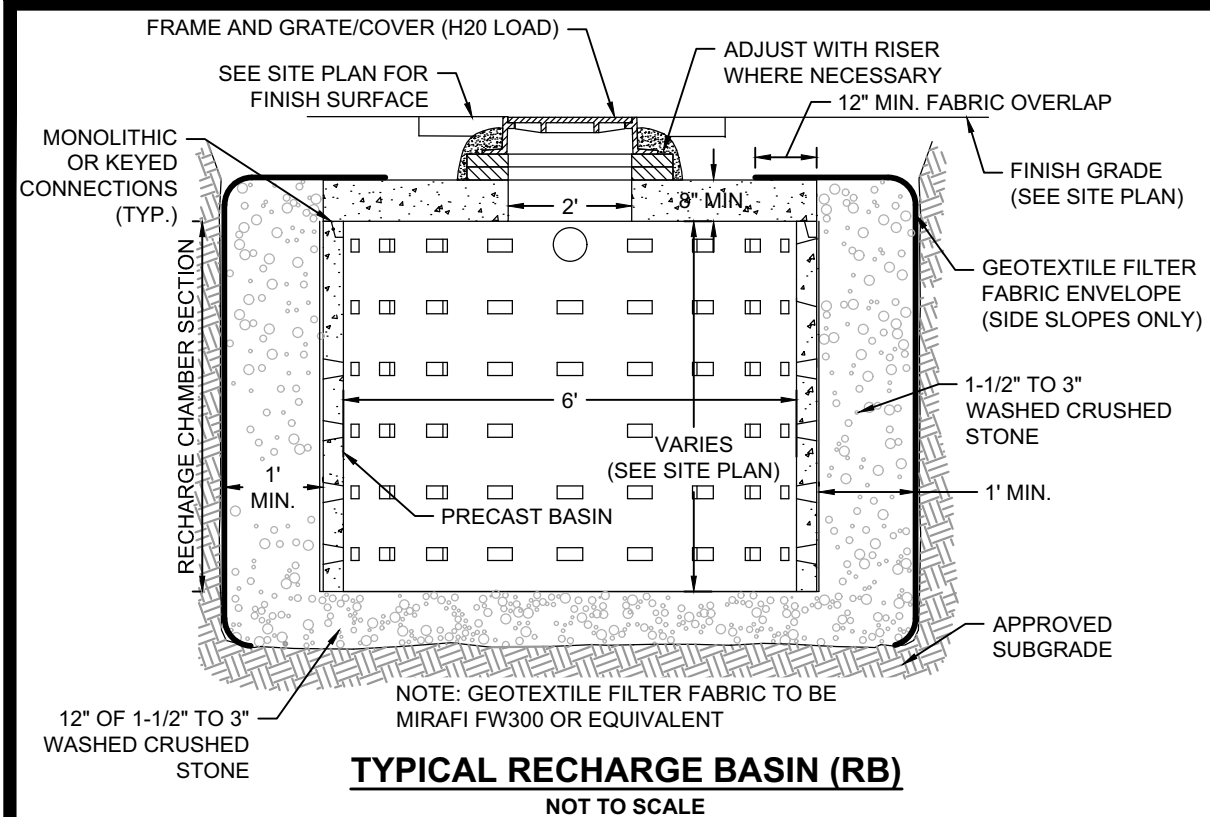 FRAME AND GRATE/COVER (H20 LOAD)
SEE SITE PLAN FOR
FINISH SURFACE
ADJUST WITH RISER
WHERE NECESSARY
12" MIN. FABRIC OVERLAP
MONOLITHIC
OR KEYED
CONNECTIONS
(TYP.)
FINISH GRADE
(SEE SITE PLAN)
2'
8" MIN.
RECHARGE CHAMBER SECTION
GEOTEXTILE FILTER
FABRIC ENVELOPE
(SIDE SLOPES ONLY)
6'
1-1/2" TO 3"
WASHED CRUSHED
STONE
VARIES
(SEE SITE PLAN)
1'
MIN.
1' MIN.
PRECAST BASIN
APPROVED
SUBGRADE
NOTE: GEOTEXTILE FILTER FABRIC TO BE
MIRAFI FW300 OR EQUIVALENT
12" OF 1-1/2" TO 3"
WASHED CRUSHED
STONE
TYPICAL RECHARGE BASIN (RB)
NOT TO SCALE